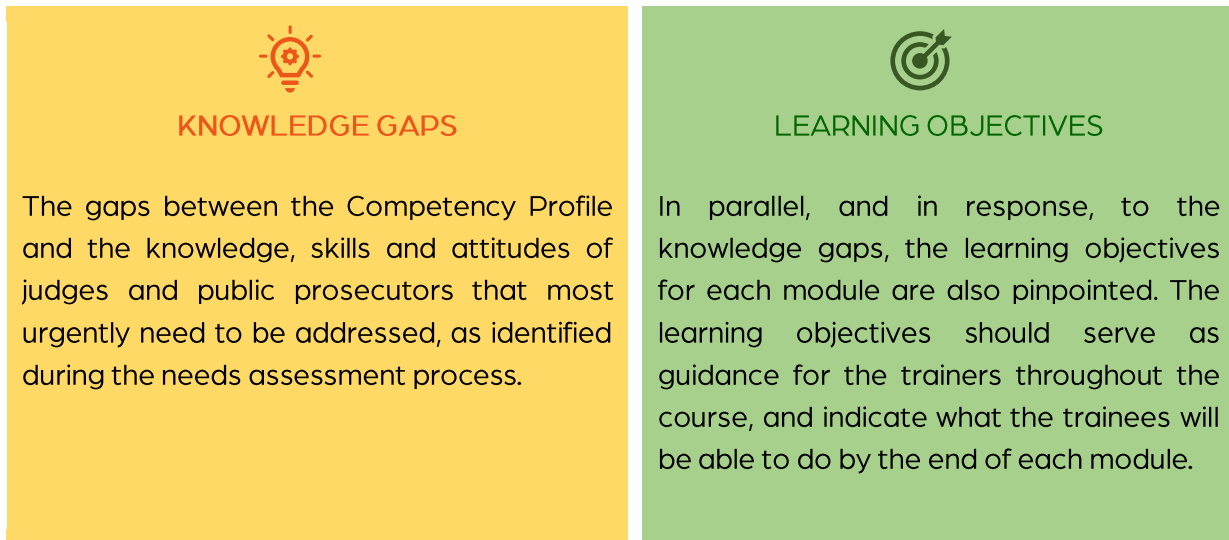 KNOWLEDGE GAPS
The gaps between the Competency Profile
and the knowledge, skills and attitudes of
judges and public prosecutors that most
urgently need to be addressed, as identified
during the needs assessment process.
LEARNING OBJECTIVES
In parallel, and in response, to the
knowledge gaps, the learning objectives
for each module are also pinpointed. The
learning objectives should serve as
guidance for the trainers throughout the
course, and indicate what the trainees will
be able to do by the end of each module.